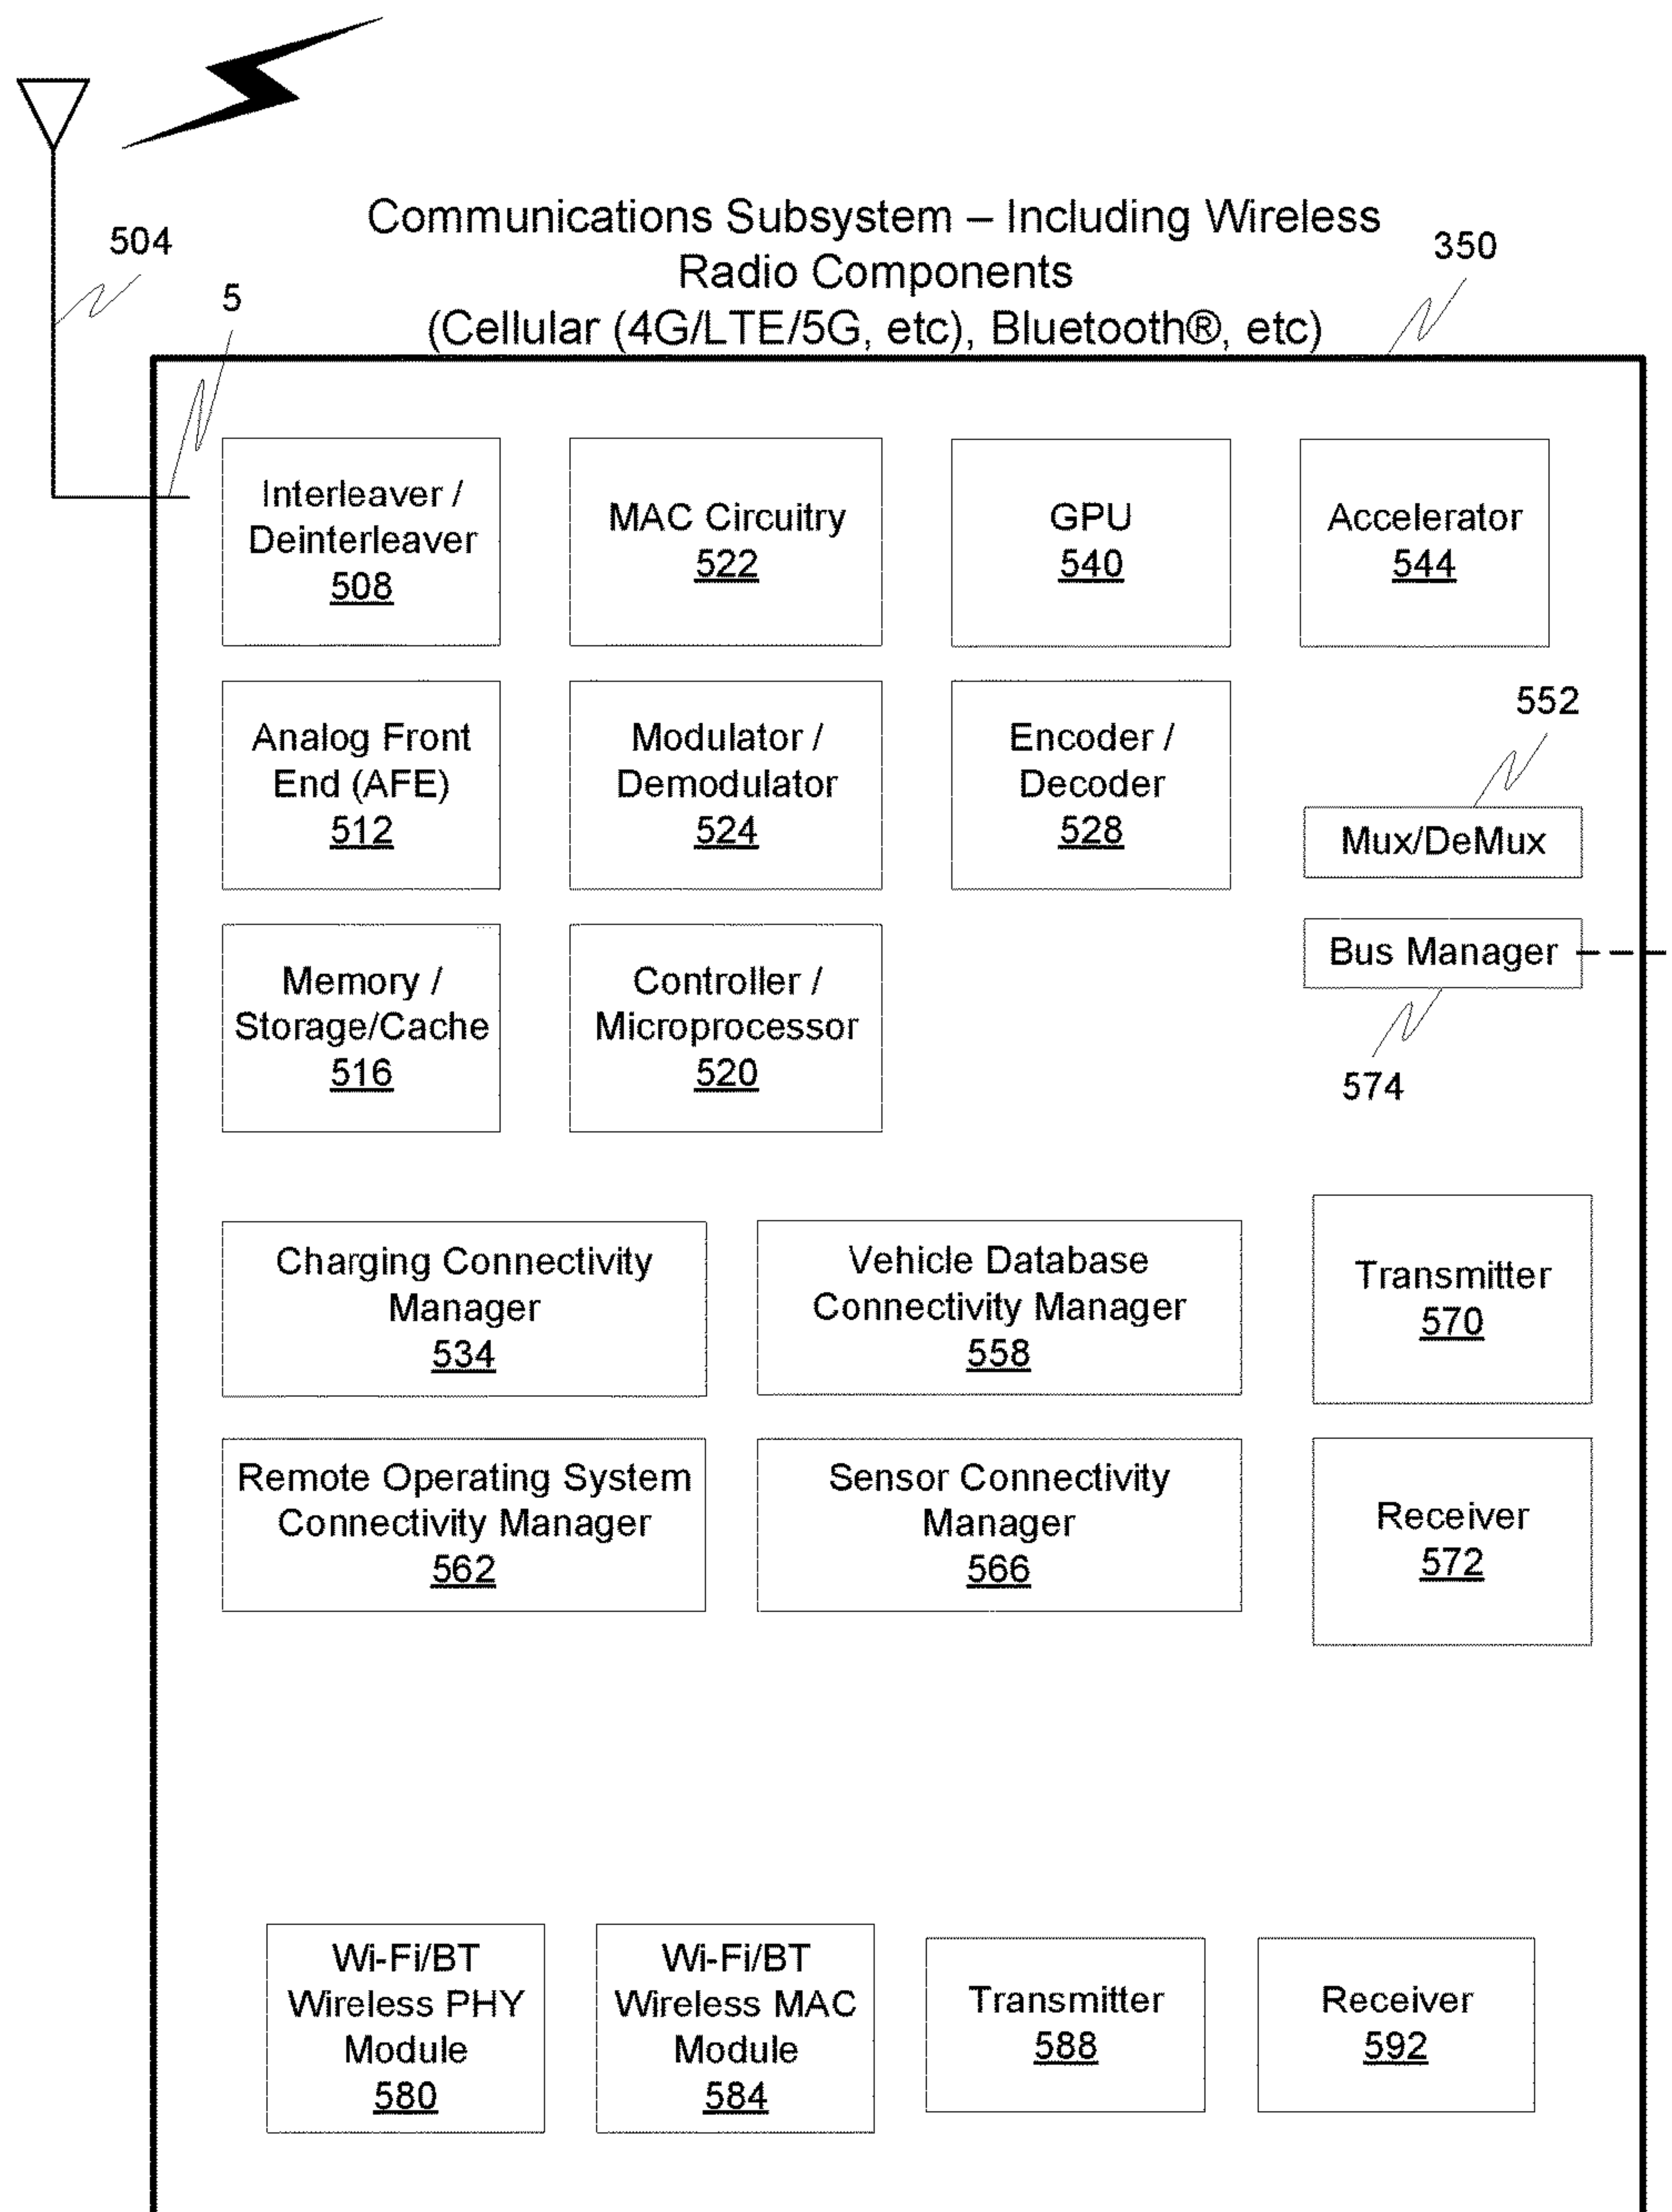 Communications Subsystem – Including Wireless
Radio Components
(Cellular (4G/LTE/5G, etc), Bluetooth®, etc)
504
5
350
Interleaver /
Deinterleaver
508
MAC Circuitry
522
GPU
540
Accelerator
544
Analog Front
End (AFE)
512
Modulator /
Demodulator
524
Encoder /
Decoder
528
552
Mux/DeMux
Memory /
Storage/Cache
516
Controller /
Microprocessor
520
Bus Manager
574
Charging Connectivity
Manager
534
Vehicle Database
Connectivity Manager
558
Transmitter
570
Remote Operating System
Connectivity Manager
562
Sensor Connectivity
Manager
566
Receiver
572
Wi-Fi/BT
Wireless PHY
Module
580
Wi-Fi/BT
Wireless MAC
Module
584
Transmitter
588
Receiver
592